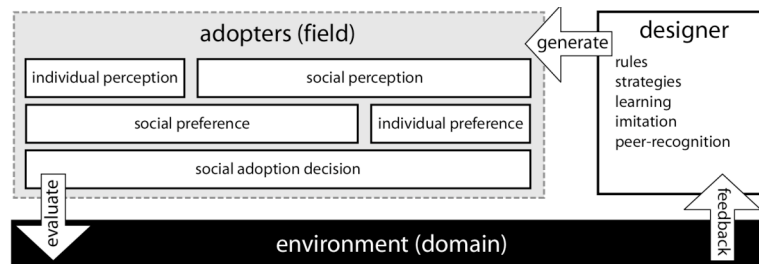 adopters (field)
generate
designer
individual perception
social perception
social preference
individual preference
social adoption decision
rules
strategies
learning
imitation
peer-recognition
evaluate
feedback
environment (domain)